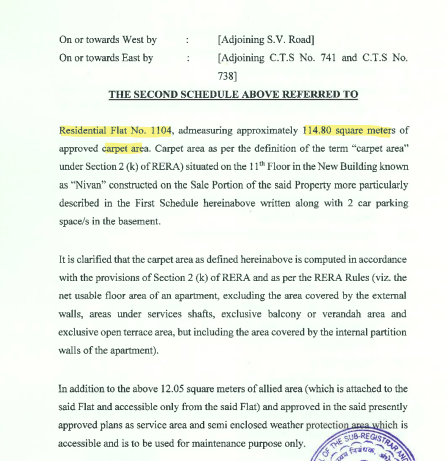 On or towards West by : [Adjoining S.V. Road]
On or towards East by : [Adjoining C.T.S No. 741 and C.T.S No.
738]
THE SECOND SCHEDULE ABOVE REFERRED TO
Residential Flat No. 1104, admeasuring approximately 114.80 square meters of
approved carpet area. Carpet area as per the definition of the term “carpet area”
under Section 2 (k) of RERA) situated on the 11th Floor in the New Building known
as “Nivan” constructed on the Sale Portion of the said Property more particularly
described in the First Schedule hereinabove written along with 2 car parking
space/s in the basement.
It is clarified that the carpet area as defined hereinabove is computed in accordance
with the provisions of Section 2 (k) of RERA and as per the RERA Rules (viz. the
net usable floor area of an apartment, excluding the area covered by the external
walls, areas under services shafts, exclusive balcony or verandah area and
exclusive open terrace area, but including the area covered by the internal partition
walls of the apartment).
In addition to the above 12.05 square meters of allied area (which is attached to the
said Flat and accessible only from the said Flat) and approved in the said presently
approved plans as service area and semi enclosed weather protection area which is
accessible and is to be used for maintenance purpose only.
OF THE SUB-REGISTRAR